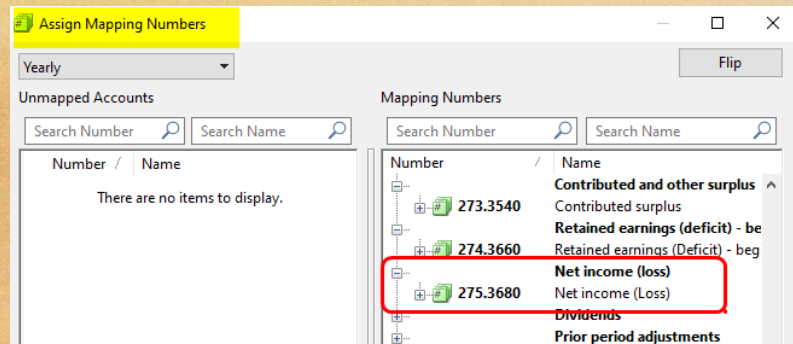 Assign Mapping Numbers
Yearly
Flip
Unmapped Accounts
Mapping Numbers
Search Number
Search Name
Search Number
Search Name
Number / Name
Number / Name
There are no items to display.
Contributed and other surplus
273.3540 Contributed surplus
Retained earnings (deficit) - be
274.3660 Retained earnings (Deficit) - beg
Net income (loss)
275.3680 Net income (Loss)
Dividends
Prior period adjustments